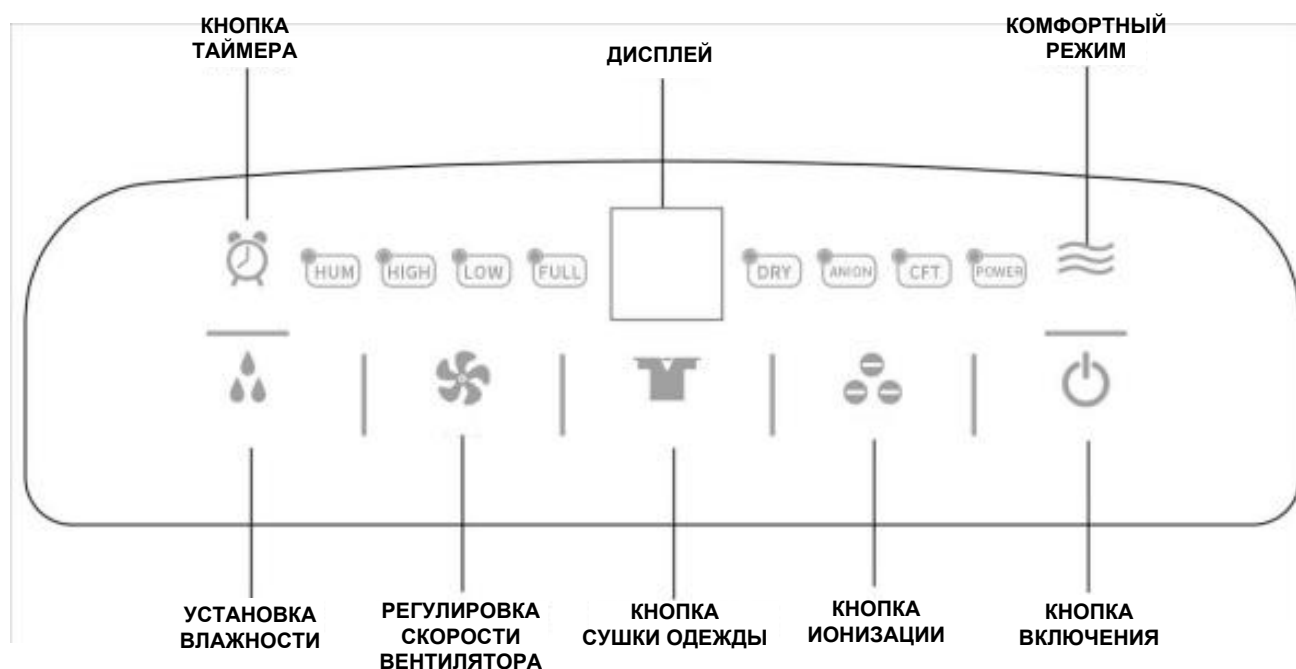 КНОПКА
ТАЙМЕРА
ДИСПЛЕЙ
КОМФОРТНЫЙ
РЕЖИМ
HUM
HIGH
LOW
FULL
DRY
ANION
CFT
POWER
УСТАНОВКА
ВЛАЖНОСТИ
РЕГУЛИРОВКА
СКОРОСТИ
ВЕНТИЛЯТОРА
КНОПКА
СУШКИ ОДЕЖДЫ
КНОПКА
ИОНИЗАЦИИ
КНОПКА
ВКЛЮЧЕНИЯ